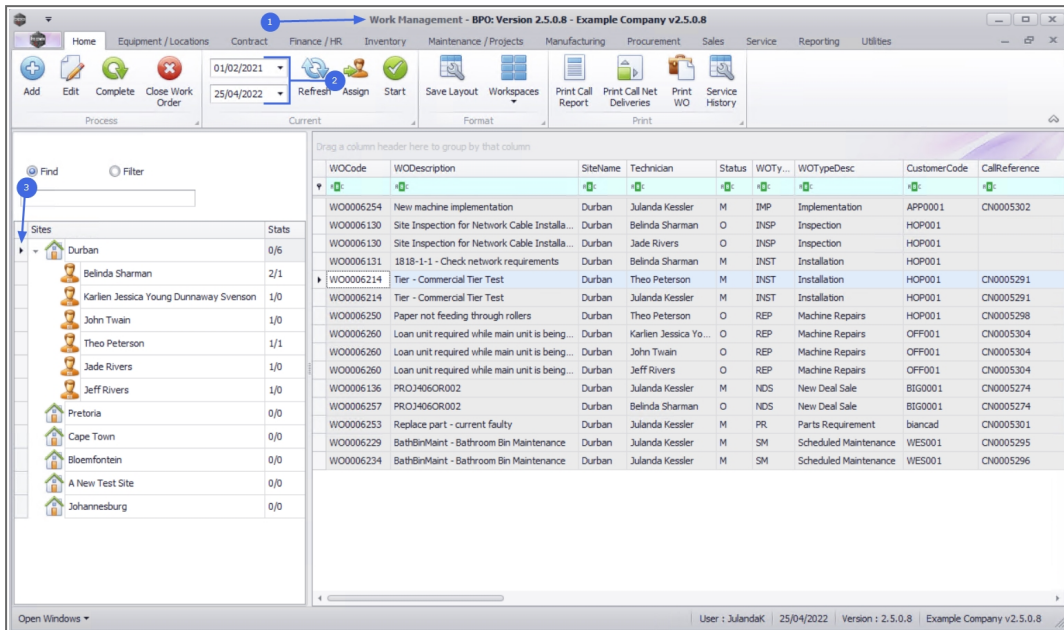 1
Work Management - BPO: Version 2.5.0.8 - Example Company v2.5.0.8
Home Equipment / Locations Contract Finance / HR Inventory Maintenance / Projects Manufacturing Procurement Sales Service Reporting Utilities
Add Edit Complete Close Work Order
01/02/2021
25/04/2022
2
Refresh Assign Start Save Layout Workspaces Print Call Report Print Call Net Deliveries Print WO Service History
Process Current Format Print
Find Filter
3
Sites Stats
Durban 0/6
Belinda Sharman 2/1
Karlien Jessica Young Dunnaway Svenson 1/0
John Twain 1/0
Theo Peterson 1/1
Jade Rivers 1/0
Jeff Rivers 1/0
Pretoria 0/0
Cape Town 0/0
Bloemfontein 0/0
A New Test Site 0/0
Johannesburg 0/0
Drag a column header here to group by that column
WOCode WODescription SiteName Technician Status WOTy... WOTypeDesc CustomerCode CallReference
WO0006254 New machine implementation Durban Julanda Kessler M IMP Implementation APP0001 CN0005302
WO0006130 Site Inspection for Network Cable Installa... Durban Belinda Sharman O INSP Inspection HOP001
WO0006130 Site Inspection for Network Cable Installa... Durban Jade Rivers O INSP Inspection HOP001
WO0006131 1818-1-1 - Check network requirements Durban Belinda Sharman M INST Installation HOP001
WO0006214 Tier - Commercial Tier Test Durban Theo Peterson M INST Installation HOP001 CN0005291
WO0006214 Tier - Commercial Tier Test Durban Julanda Kessler M INST Installation HOP001 CN0005291
WO0006250 Paper not feeding through rollers Durban Theo Peterson O REP Machine Repairs HOP001 CN0005298
WO0006260 Loan unit required while main unit is being... Durban Karlien Jessica Yo... O REP Machine Repairs OFF001 CN0005304
WO0006260 Loan unit required while main unit is being... Durban John Twain O REP Machine Repairs OFF001 CN0005304
WO0006260 Loan unit required while main unit is being... Durban Jeff Rivers O REP Machine Repairs OFF001 CN0005304
WO0006136 PROJ406OR002 Durban Julanda Kessler M NDS New Deal Sale BIG0001 CN0005274
WO0006257 PROJ406OR002 Durban Belinda Sharman O NDS New Deal Sale BIG0001 CN0005274
WO0006253 Replace part - current faulty Durban Julanda Kessler M PR Parts Requirement biancad CN0005301
WO0006229 BathBinMaint - Bathroom Bin Maintenance Durban Julanda Kessler M SM Scheduled Maintenance WES001 CN0005295
WO0006234 BathBinMaint - Bathroom Bin Maintenance Durban Julanda Kessler M SM Scheduled Maintenance WES001 CN0005296
Open Windows User : JulandaK 25/04/2022 Version : 2.5.0.8 Example Company v2.5.0.8